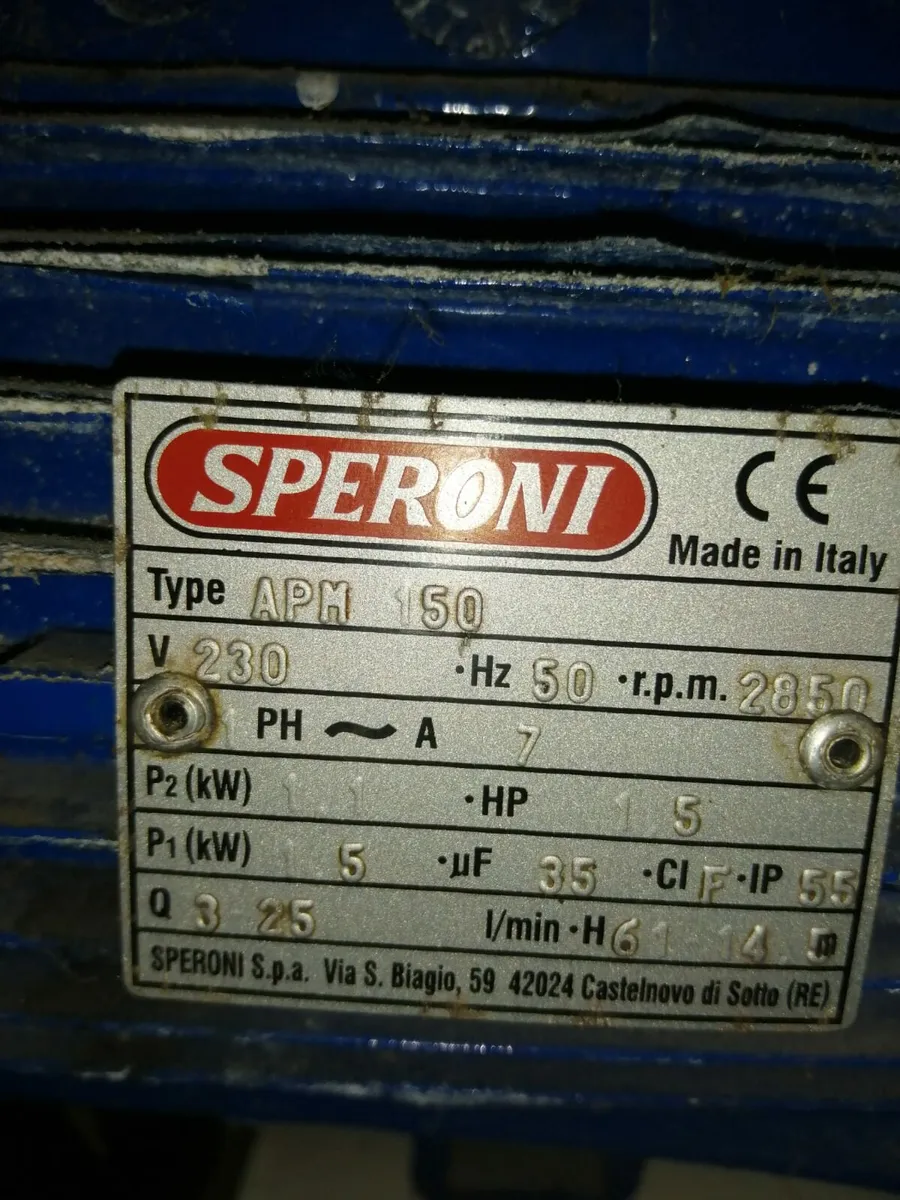 SPERONI
CE
Made in Italy
Type APM 150
V 230 ·Hz 50 ·r.p.m. 2850
1 PH ~ A 7
P2 (kW) 1 1 ·HP 1 5
P1 (kW) 1 5 ·µF 35 ·Cl F ·IP 55
Q 3 25 l/min ·H 61 14.5 m
SPERONI S.p.a. Via S. Biagio, 59 42024 Castelnovo di Sotto (RE)